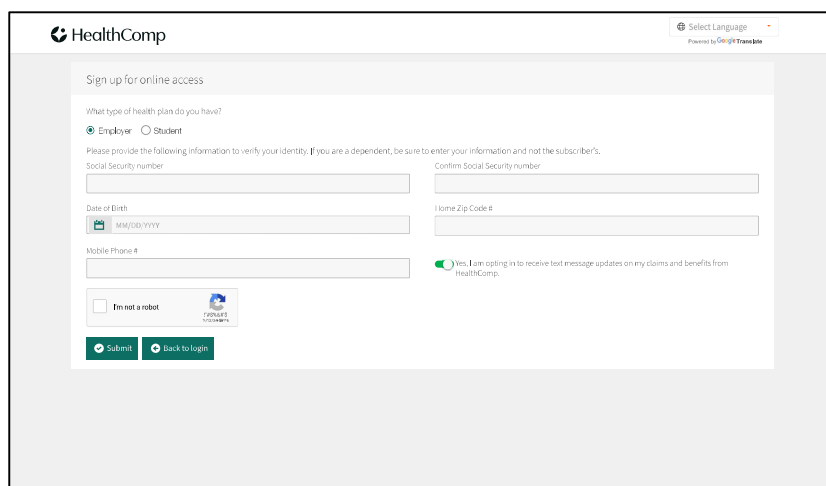 HealthComp
Select Language
Powered by Google Translate
Sign up for online access
What type of health plan do you have?
Employer Student
Please provide the following information to verify your identity. If you are a dependent, be sure to enter your information and not the subscriber's.
Social Security number Confirm Social Security number
Date of Birth Home Zip Code #
MM/DD/YYYY
Mobile Phone #
Yes, I am opting in to receive text message updates on my claims and benefits from
HealthComp.
I'm not a robot
Submit Back to login